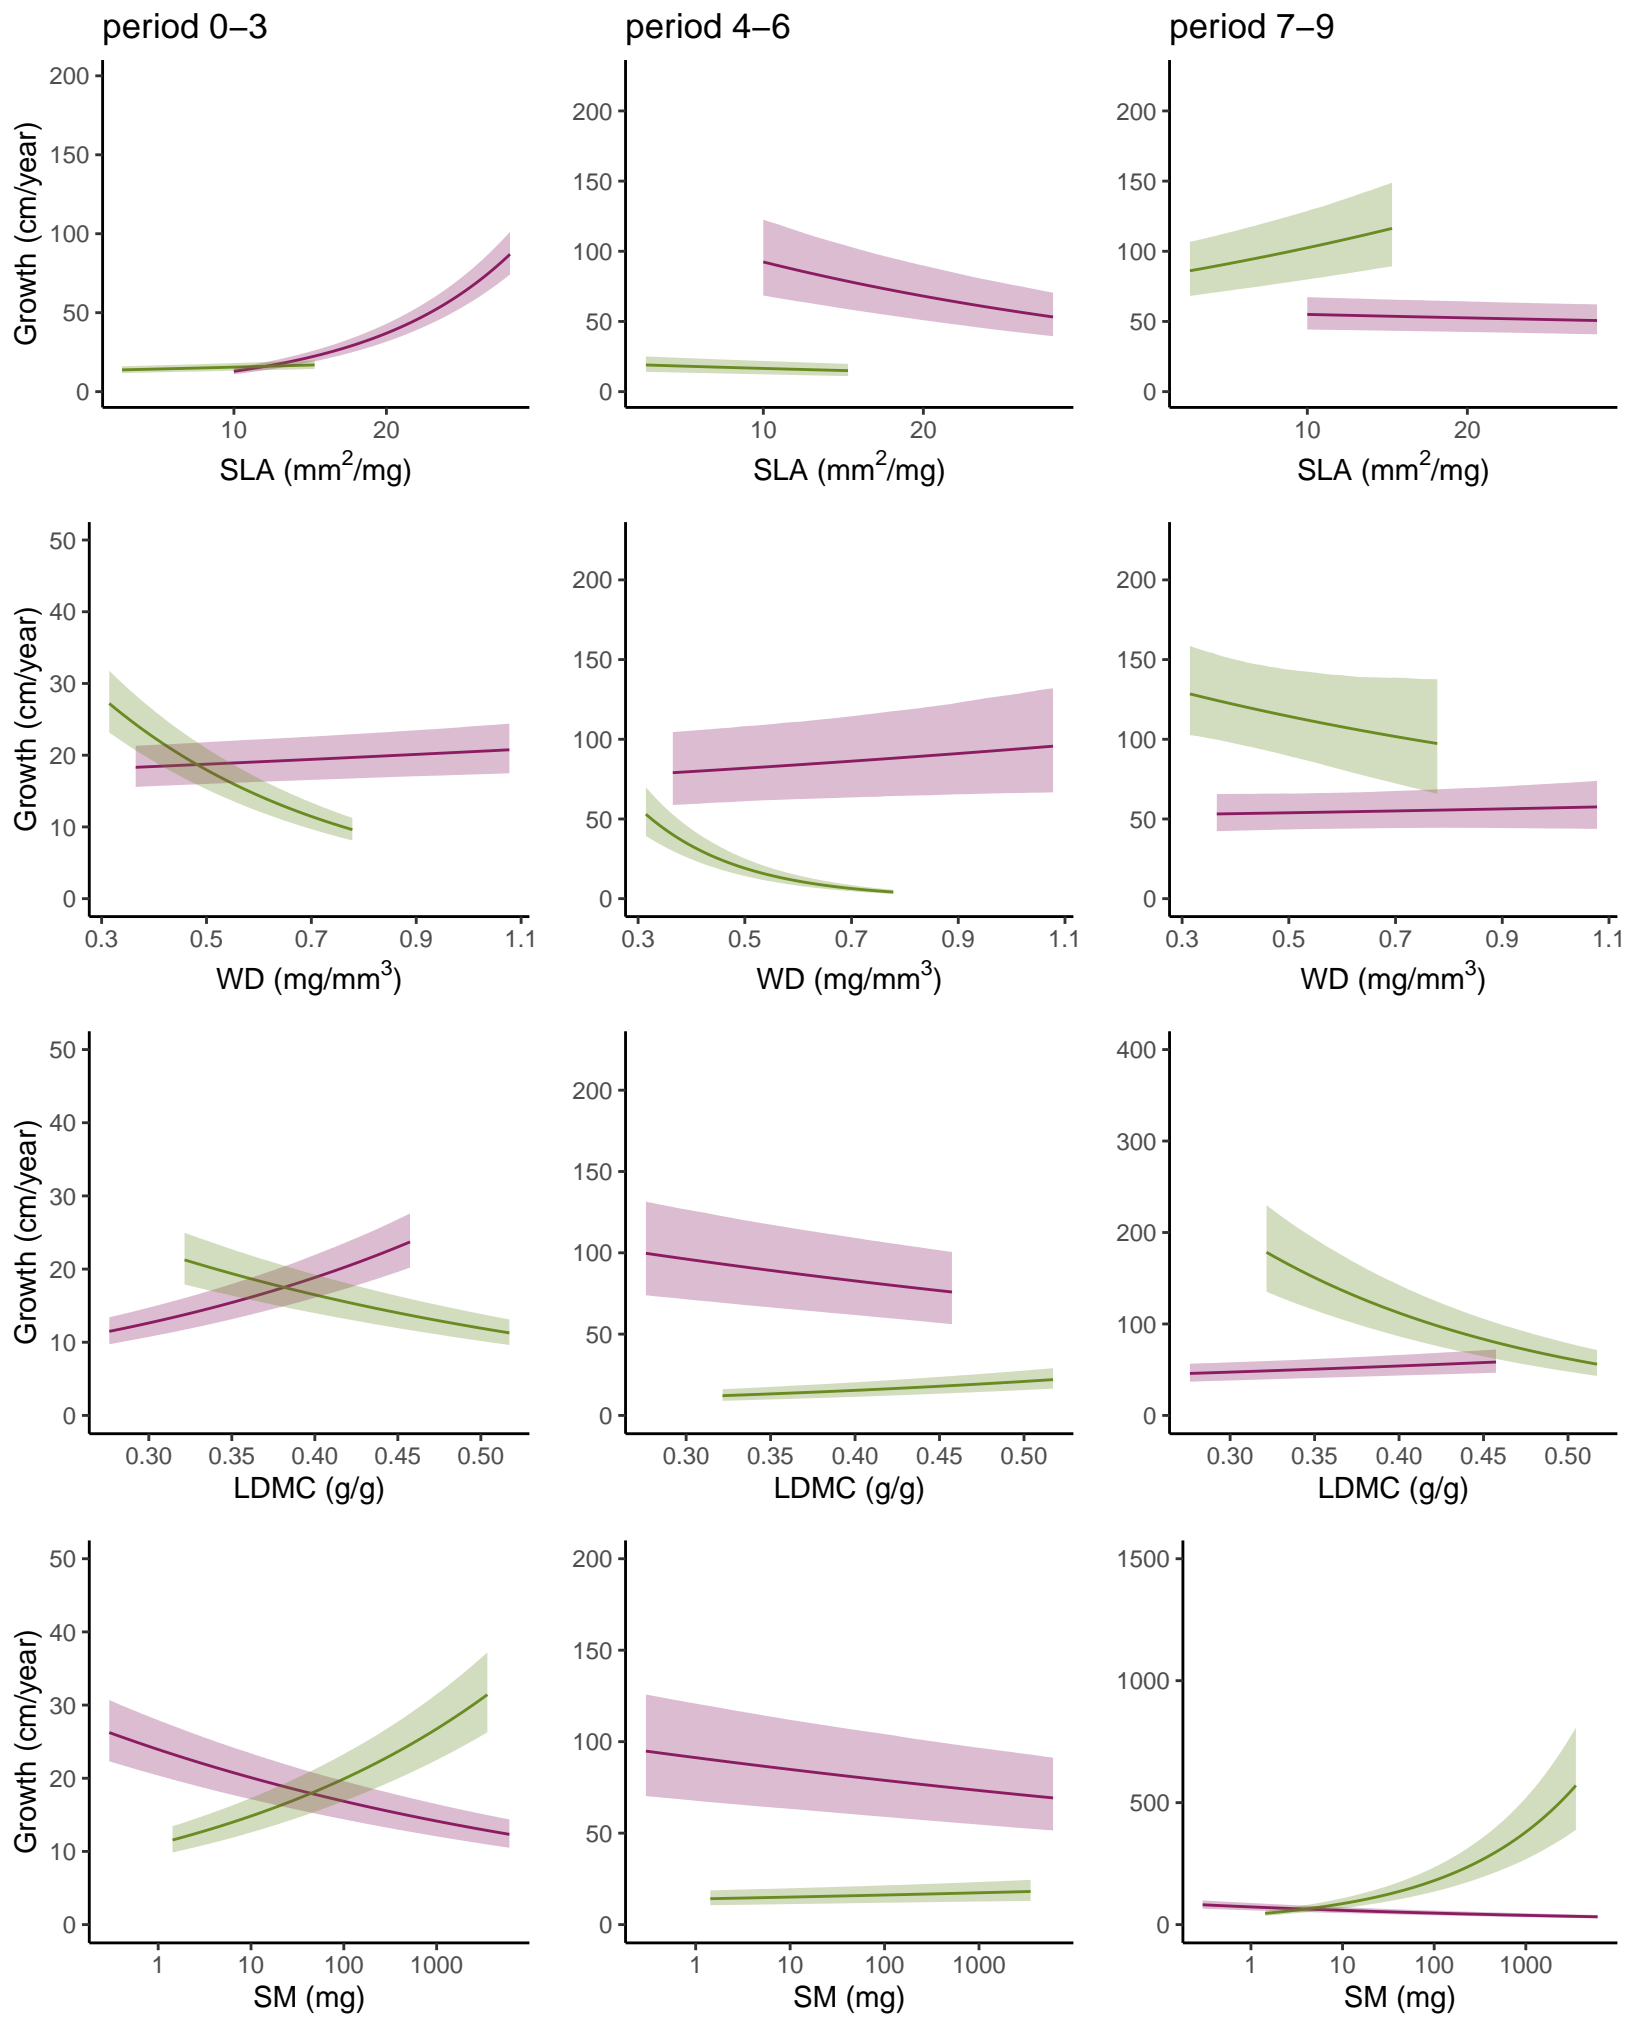 period 0–3 period 4–6 period 7–9
Growth (cm/year)
200
150
100
50
0
10 20
SLA (mm²/mg)
200
150
100
50
0
10 20
SLA (mm²/mg)
200
150
100
50
0
10 20
SLA (mm²/mg)
Growth (cm/year)
50
40
30
20
10
0
0.3 0.5 0.7 0.9 1.1
WD (mg/mm³)
200
150
100
50
0
0.3 0.5 0.7 0.9 1.1
WD (mg/mm³)
200
150
100
50
0
0.3 0.5 0.7 0.9 1.1
WD (mg/mm³)
Growth (cm/year)
50
40
30
20
10
0
0.30 0.35 0.40 0.45 0.50
LDMC (g/g)
200
150
100
50
0
0.30 0.35 0.40 0.45 0.50
LDMC (g/g)
400
300
200
100
0
0.30 0.35 0.40 0.45 0.50
LDMC (g/g)
Growth (cm/year)
50
40
30
20
10
0
1 10 100 1000
SM (mg)
200
150
100
50
0
1 10 100 1000
SM (mg)
1500
1000
500
0
1 10 100 1000
SM (mg)